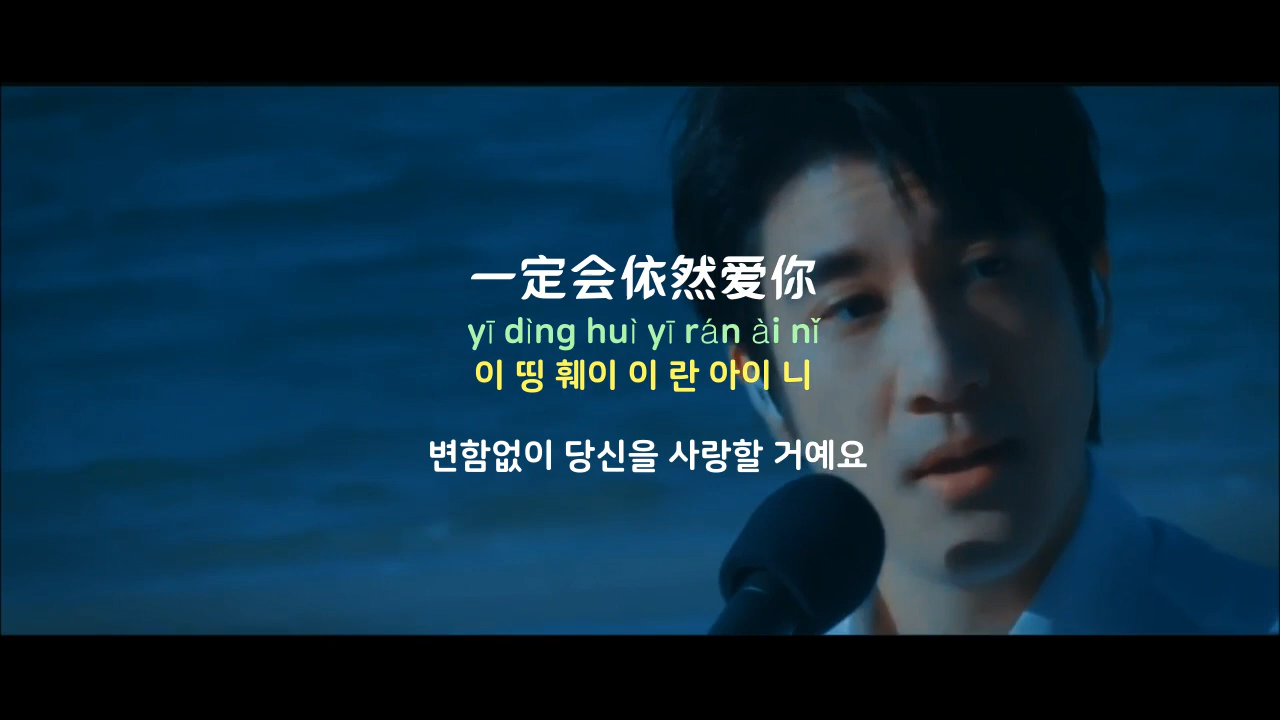 一定会依然爱你
yī dìng huì yī rán ài nǐ
이 띵 훼이 이 란 아이 니
변함없이 당신을 사랑할 거예요